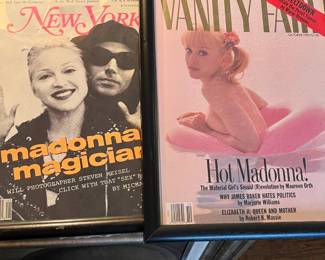 NEW YORK
madonna
magician
WILL PHOTOGRAPHER STEVEN MEISEL
CLICK WITH THAT "SEX"
BY MICHA
VANITY FAIR
Hot Madonna!
The Material Girl's Sexual (R)evolution by Maureen Orth
WHY JAMES BAKER HATES POLITICS
by Marjorie Williams
ELIZABETH II: QUEEN AND MOTHER
by Robert K. Massie